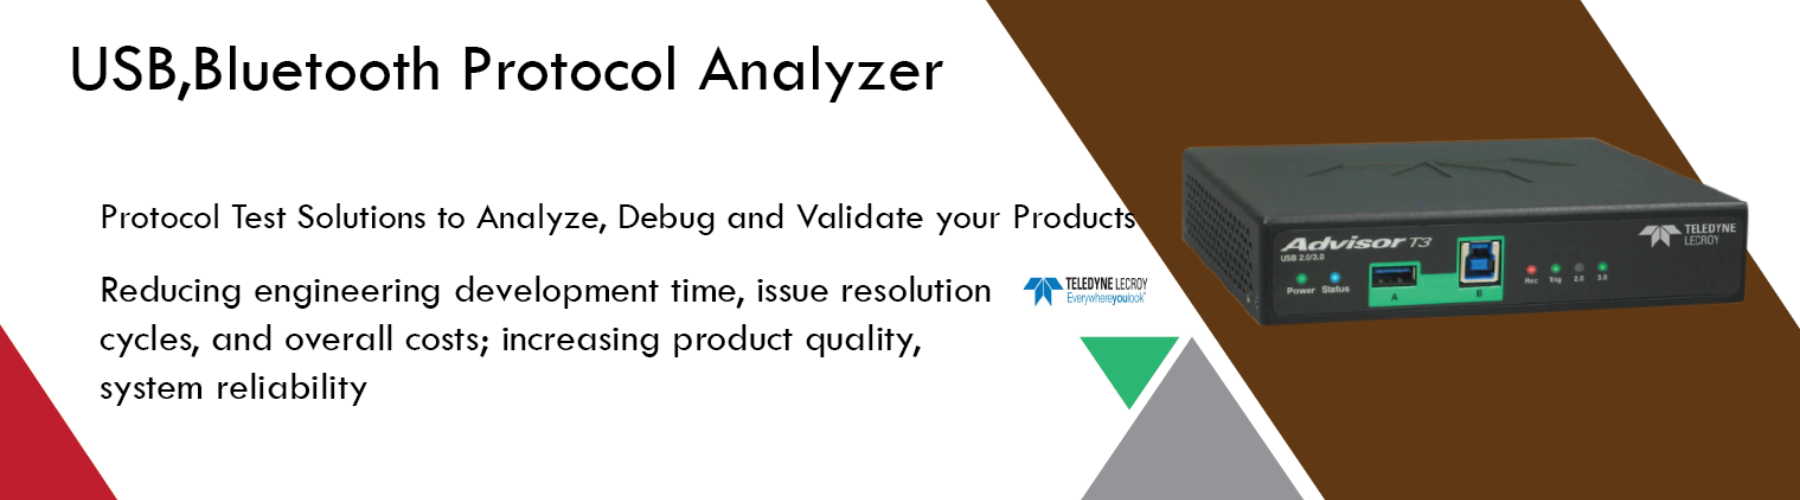 USB,Bluetooth Protocol Analyzer
Protocol Test Solutions to Analyze, Debug and Validate your Products
Reducing engineering development time, issue resolution
cycles, and overall costs; increasing product quality,
system reliability
TELEDYNE LECROY
Everywhereyoulook
Advisor T3
USB 2.0/3.0
Power Status
A
B
Rec Trig 2.0 3.0
TELEDYNE
LECROY